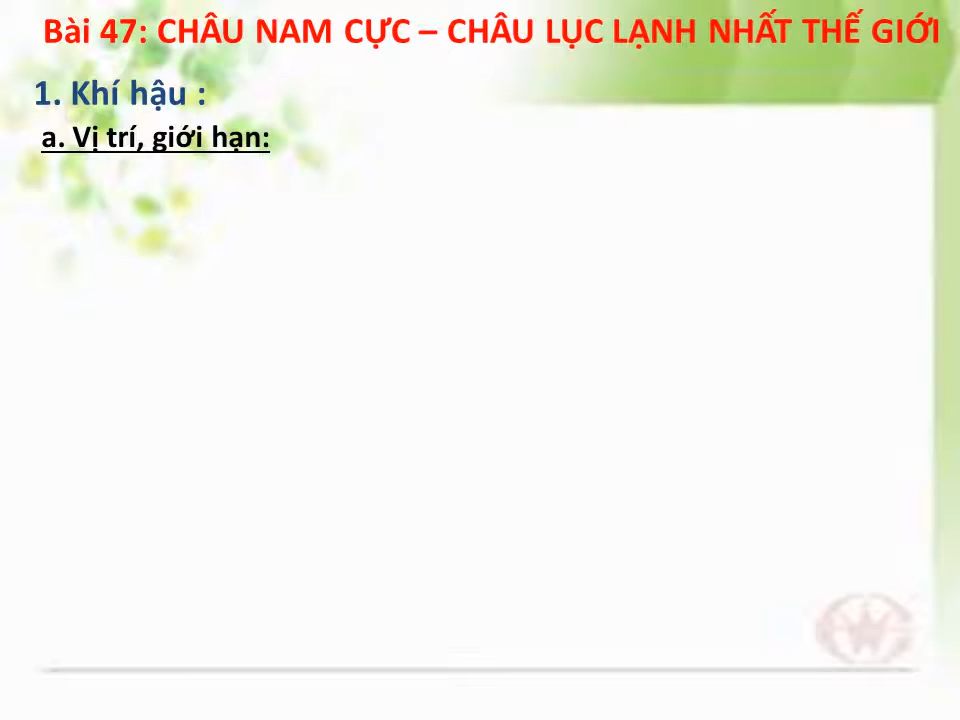 Bài 47: CHÂU NAM CỰC – CHÂU LỤC LẠNH NHẤT THẾ GIỚI
1. Khí hậu :
a. Vị trí, giới hạn: